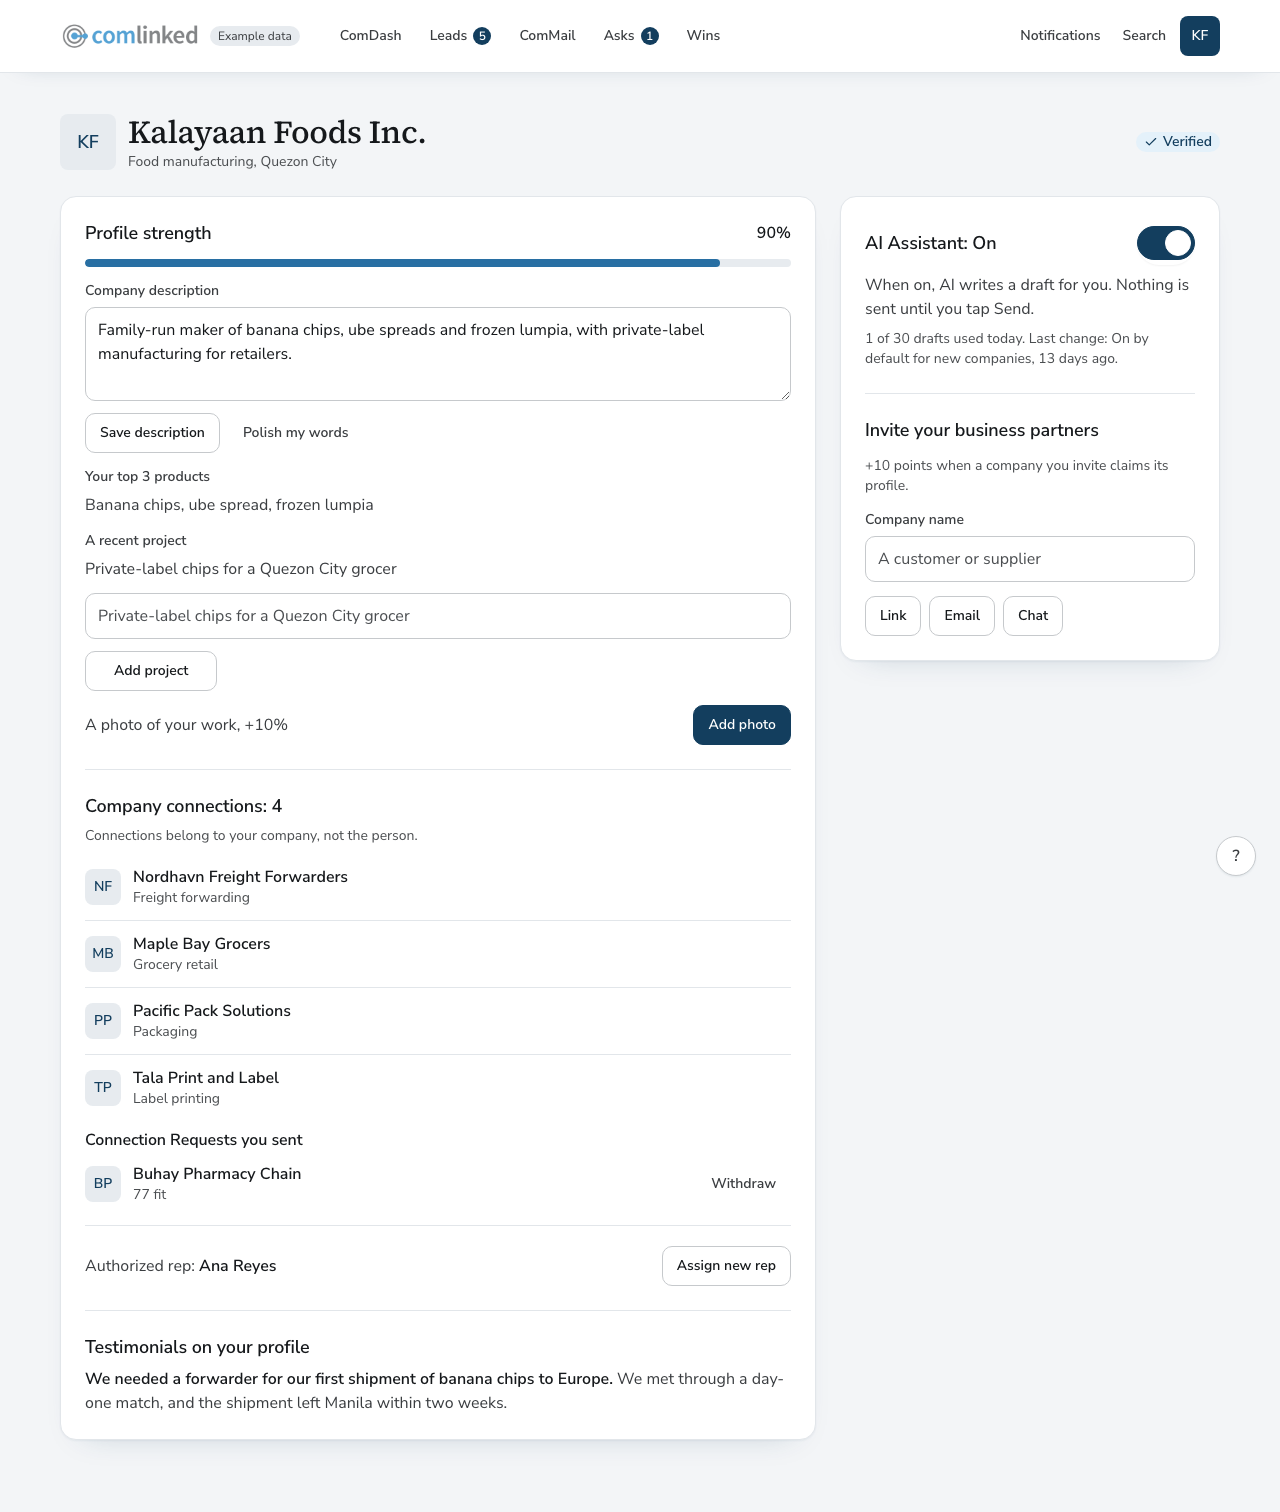 comlinked
Example data
ComDash
Leads 5
ComMail
Asks 1
Wins
Notifications
Search
KF
KF
Kalayaan Foods Inc.
Food manufacturing, Quezon City
Verified
Profile strength
90%
Company description
Family-run maker of banana chips, ube spreads and frozen lumpia, with private-label
manufacturing for retailers.
Save description
Polish my words
Your top 3 products
Banana chips, ube spread, frozen lumpia
A recent project
Private-label chips for a Quezon City grocer
Private-label chips for a Quezon City grocer
Add project
A photo of your work, +10%
Add photo
Company connections: 4
Connections belong to your company, not the person.
NF
Nordhavn Freight Forwarders
Freight forwarding
MB
Maple Bay Grocers
Grocery retail
PP
Pacific Pack Solutions
Packaging
TP
Tala Print and Label
Label printing
Connection Requests you sent
BP
Buhay Pharmacy Chain
77 fit
Withdraw
Authorized rep: Ana Reyes
Assign new rep
Testimonials on your profile
We needed a forwarder for our first shipment of banana chips to Europe. We met through a day-
one match, and the shipment left Manila within two weeks.
AI Assistant: On
When on, AI writes a draft for you. Nothing is
sent until you tap Send.
1 of 30 drafts used today. Last change: On by
default for new companies, 13 days ago.
Invite your business partners
+10 points when a company you invite claims its
profile.
Company name
A customer or supplier
Link
Email
Chat
?